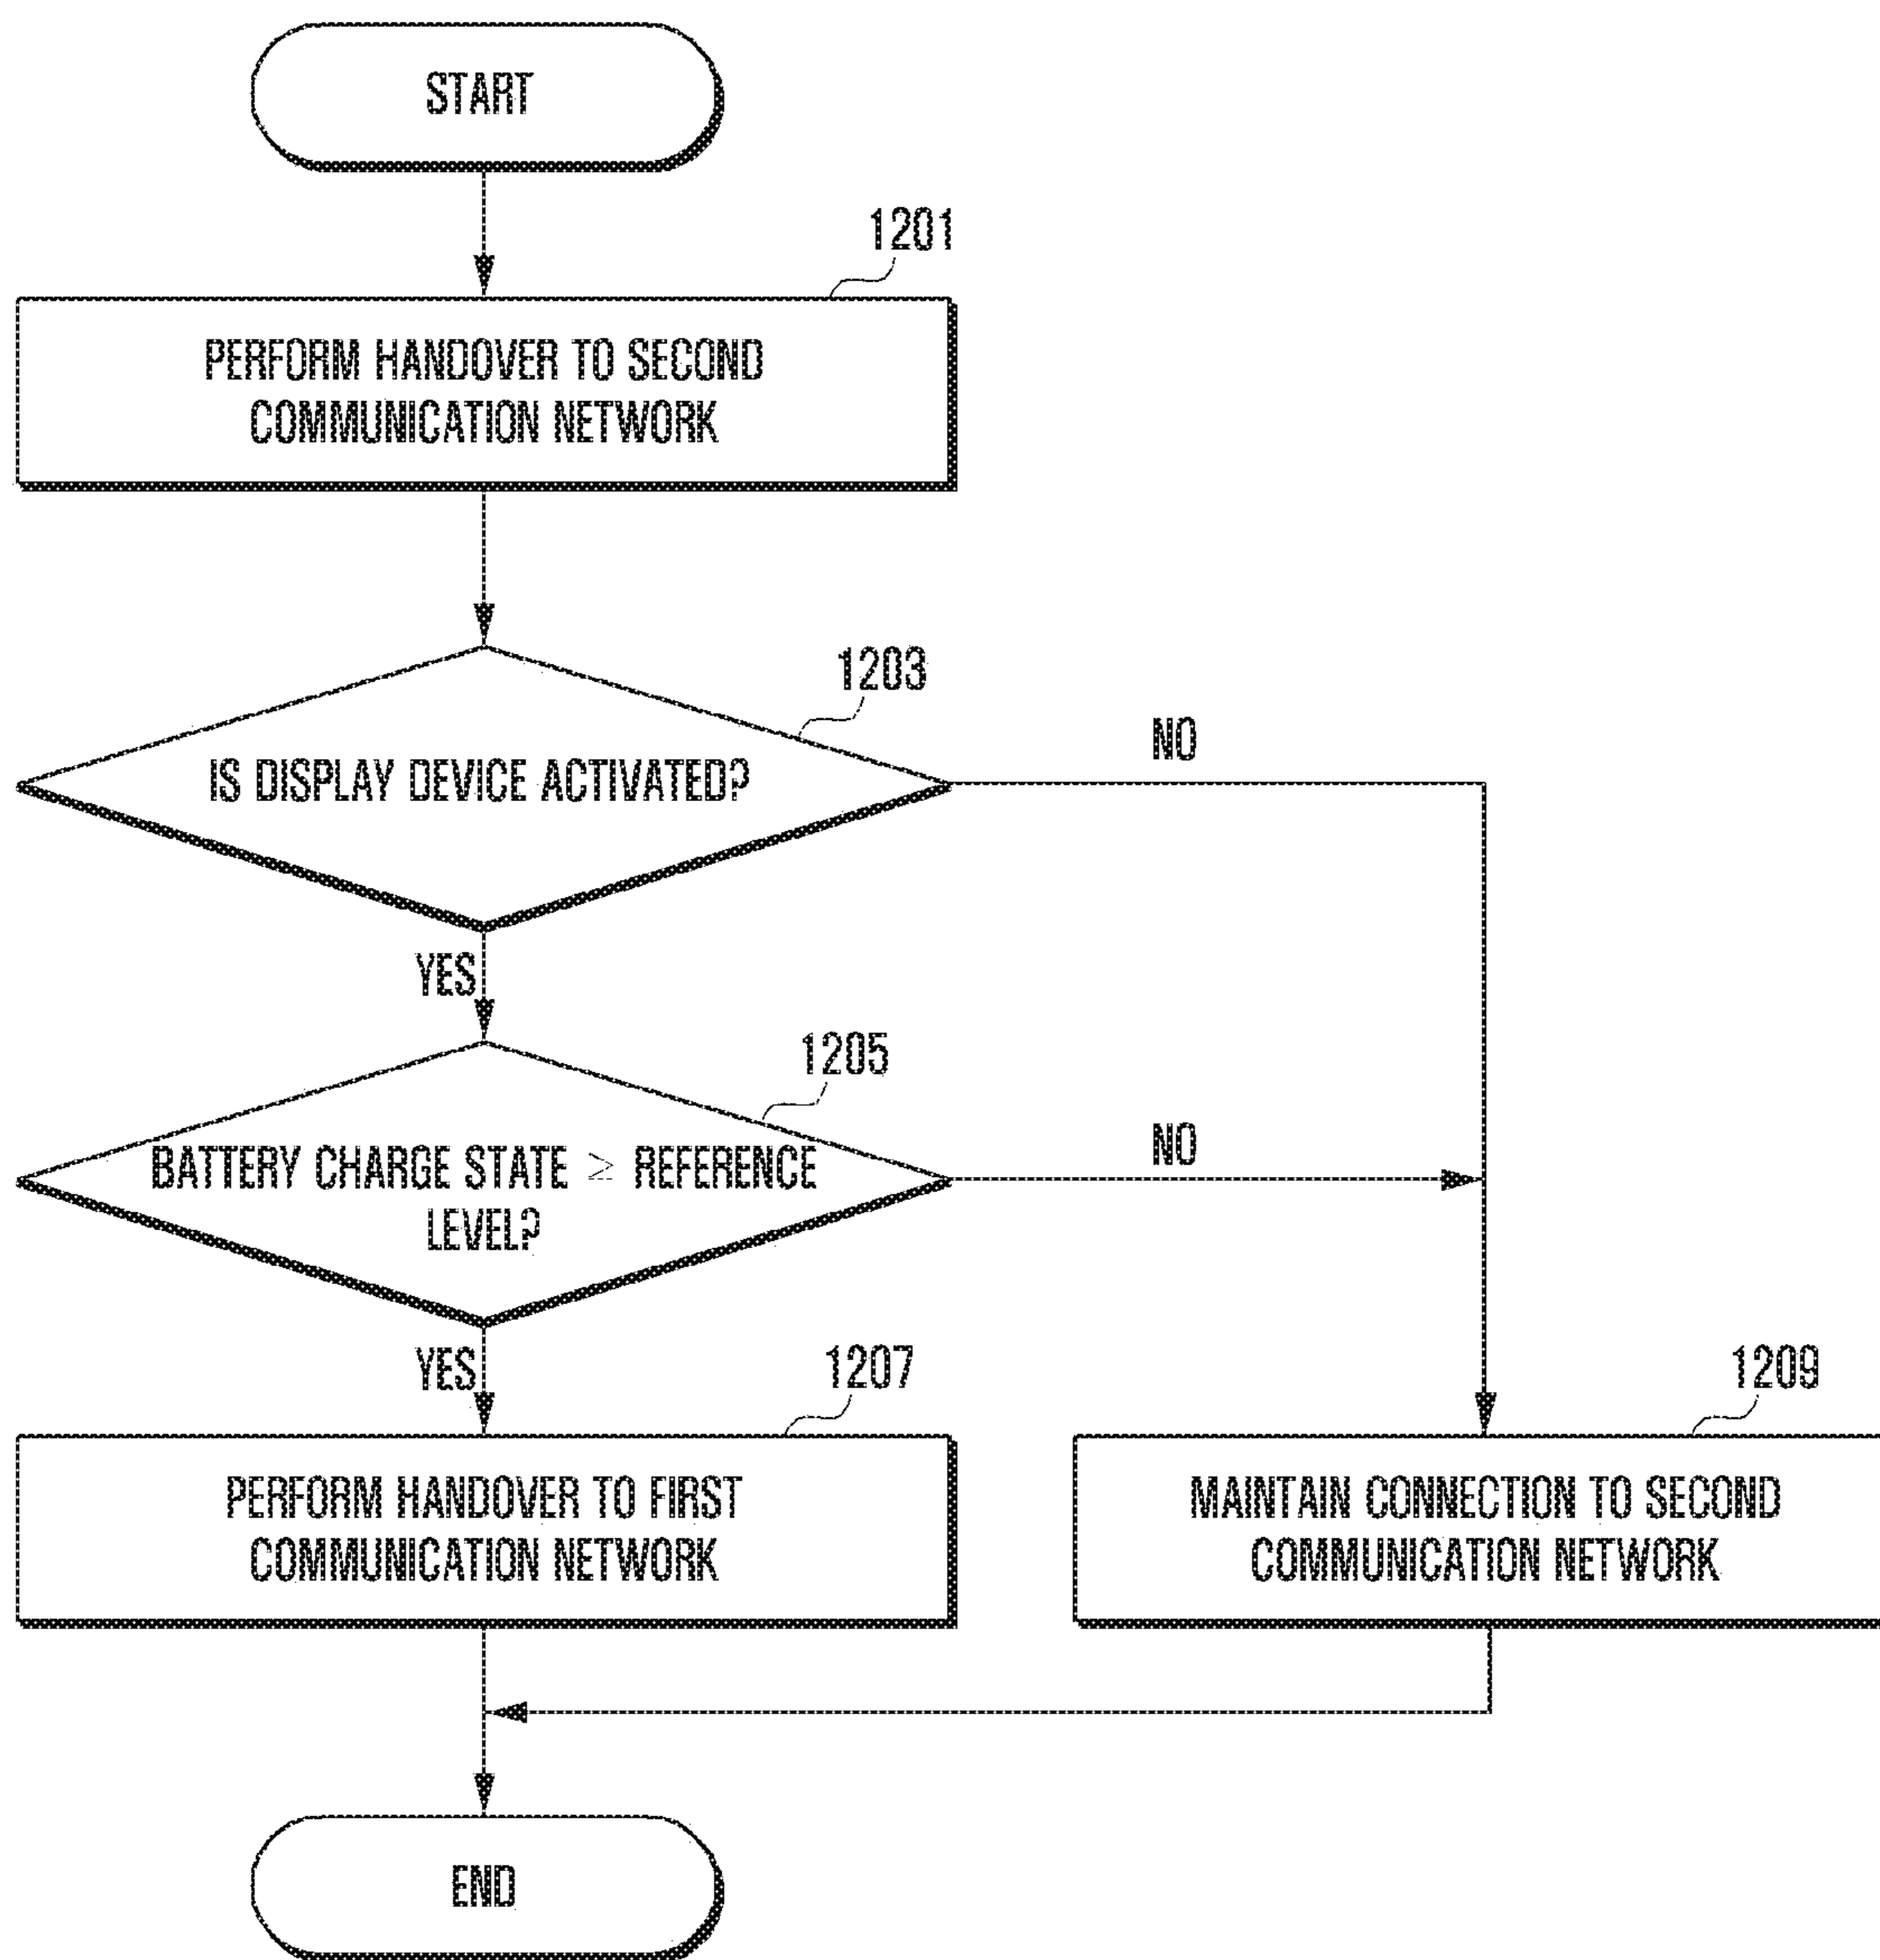 START
1201
PERFORM HANDOVER TO SECOND
COMMUNICATION NETWORK
1203
IS DISPLAY DEVICE ACTIVATED?
NO
YES
1205
BATTERY CHARGE STATE ≥ REFERENCE
LEVEL?
NO
YES
1207
PERFORM HANDOVER TO FIRST
COMMUNICATION NETWORK
1209
MAINTAIN CONNECTION TO SECOND
COMMUNICATION NETWORK
END